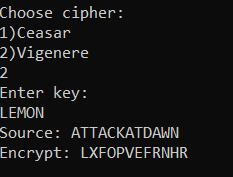 Choose cipher:
1)Ceasar
2)Vigenere
2
Enter key:
LEMON
Source: ATTACKATDAWN
Encrypt: LXFOPVEFRNHR